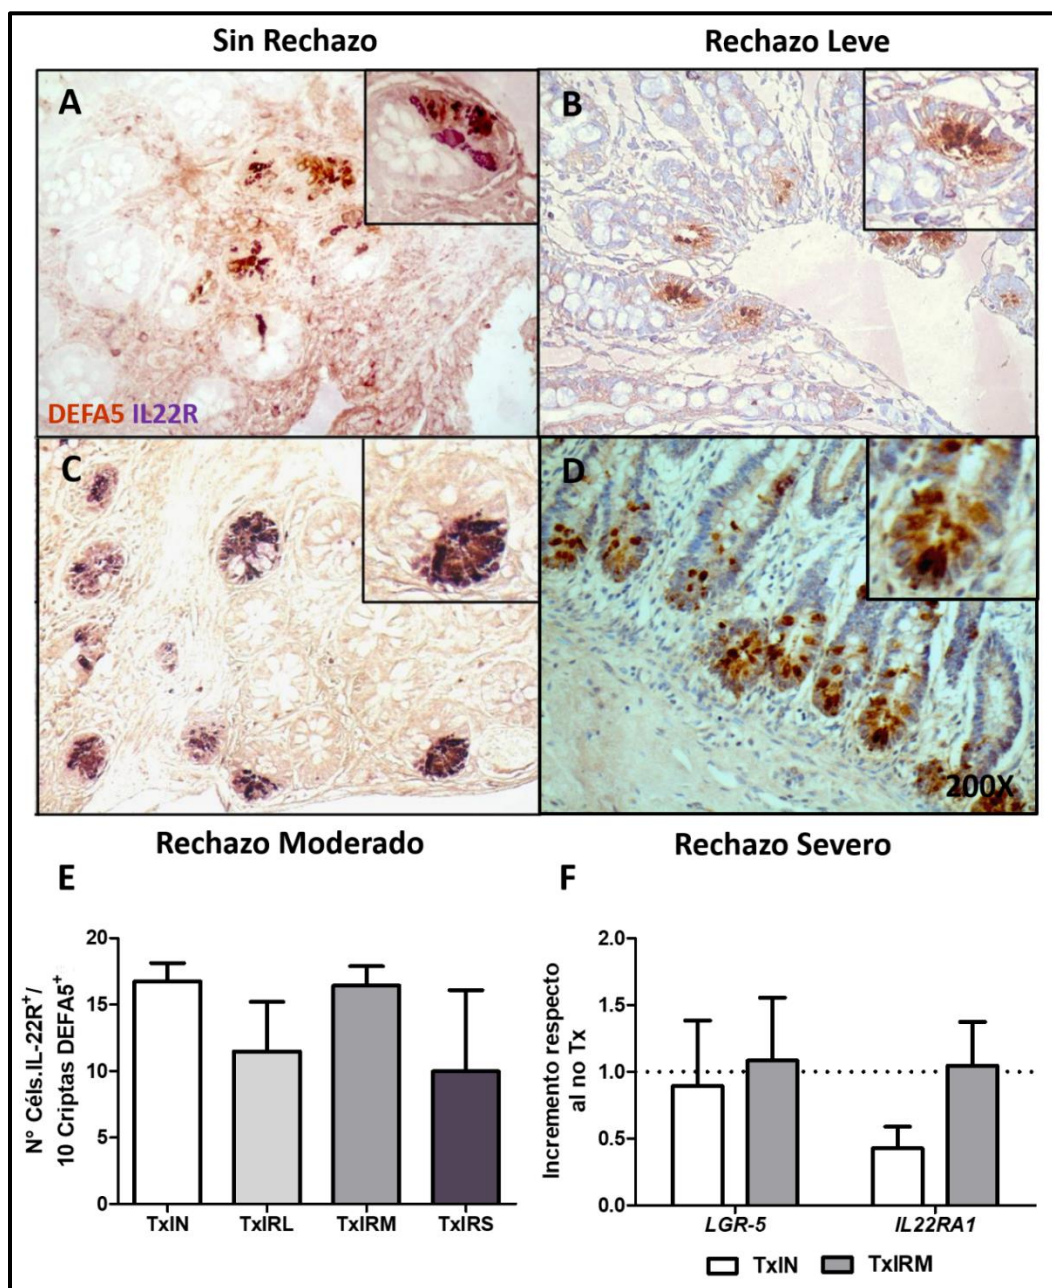 Sin Rechazo
Rechazo Leve
A
B
DEFA5 IL22R
C
D
200X
Rechazo Moderado
Rechazo Severo
E
F
N° Céls.IL-22R+/
10 Criptas DEFA5+
20
15
10
5
0
TxIN
TxIRL
TxIRM
TxIRS
Incremento respecto
al no Tx
2.0
1.5
1.0
0.5
0.0
LGR-5
IL22RA1
TxIN
TxIRM